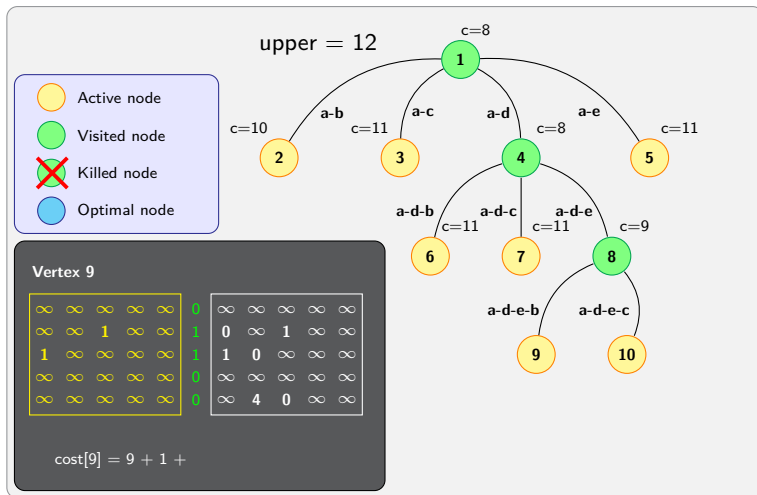 c=8
upper = 12
1
Active node
Visited node
Killed node
Optimal node
a-b
a-c
a-d
a-e
c=10
c=11
c=8
c=11
2
3
4
5
a-d-b
a-d-c
a-d-e
c=11
c=11
c=9
6
7
8
a-d-e-b
a-d-e-c
9
10
Vertex 9
∞ ∞ ∞ ∞ ∞ 0
∞ ∞ 1 ∞ ∞ 1 0 ∞ 1 ∞ ∞
1 ∞ ∞ ∞ ∞ 1 1 0 ∞ ∞ ∞
∞ ∞ ∞ ∞ ∞ 0 ∞ ∞ ∞ ∞ ∞
∞ ∞ ∞ ∞ ∞ 0 ∞ 4 0 ∞ ∞
cost[9] = 9 + 1 +